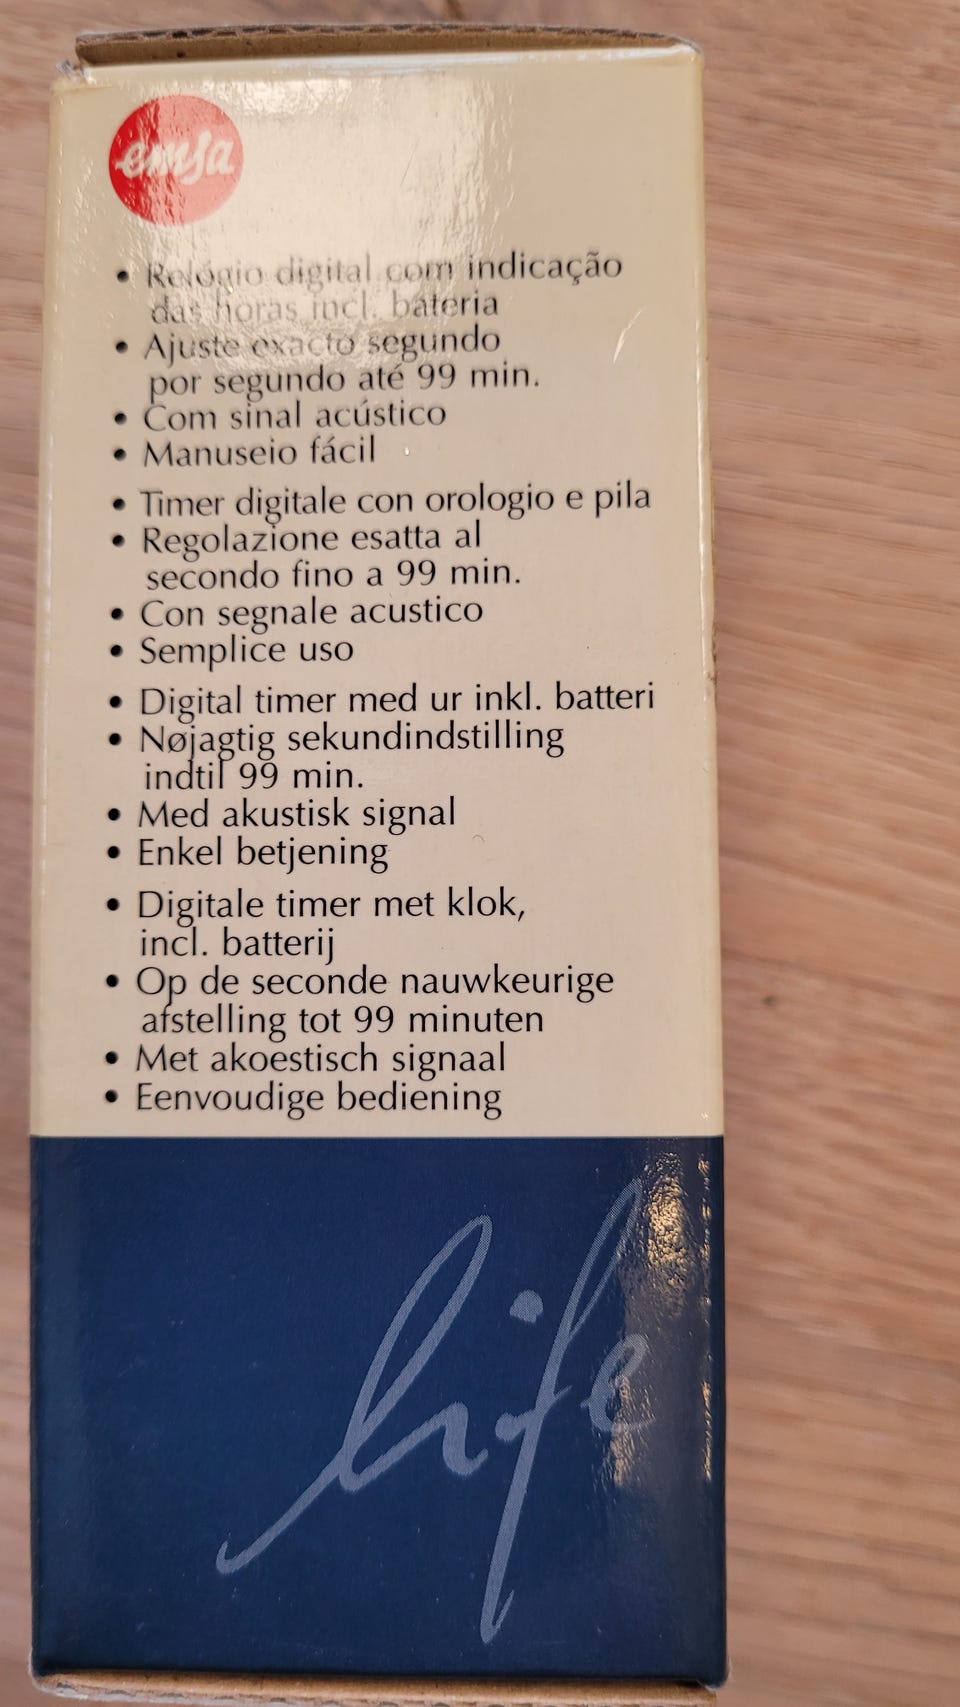 emsa
• Relógio digital com indicação
das horas incl. bateria
• Ajuste exacto segundo
por segundo até 99 min.
• Com sinal acústico
• Manuseio fácil
• Timer digitale con orologio e pila
• Regolazione esatta al
secondo fino a 99 min.
• Con segnale acustico
• Semplice uso
• Digital timer med ur inkl. batteri
• Nøjagtig sekundindstilling
indtil 99 min.
• Med akustisk signal
• Enkel betjening
• Digitale timer met klok,
incl. batterij
• Op de seconde nauwkeurige
afstelling tot 99 minuten
• Met akoestisch signaal
• Eenvoudige bediening
life